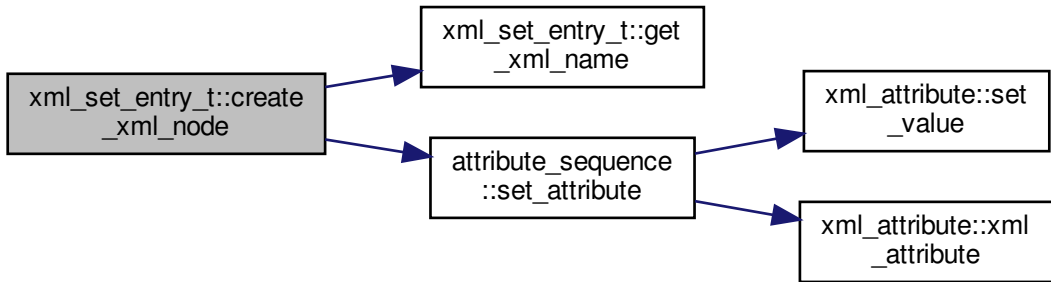 xml_set_entry_t::create
_xml_node
xml_set_entry_t::get
_xml_name
attribute_sequence
::set_attribute
xml_attribute::set
_value
xml_attribute::xml
_attribute